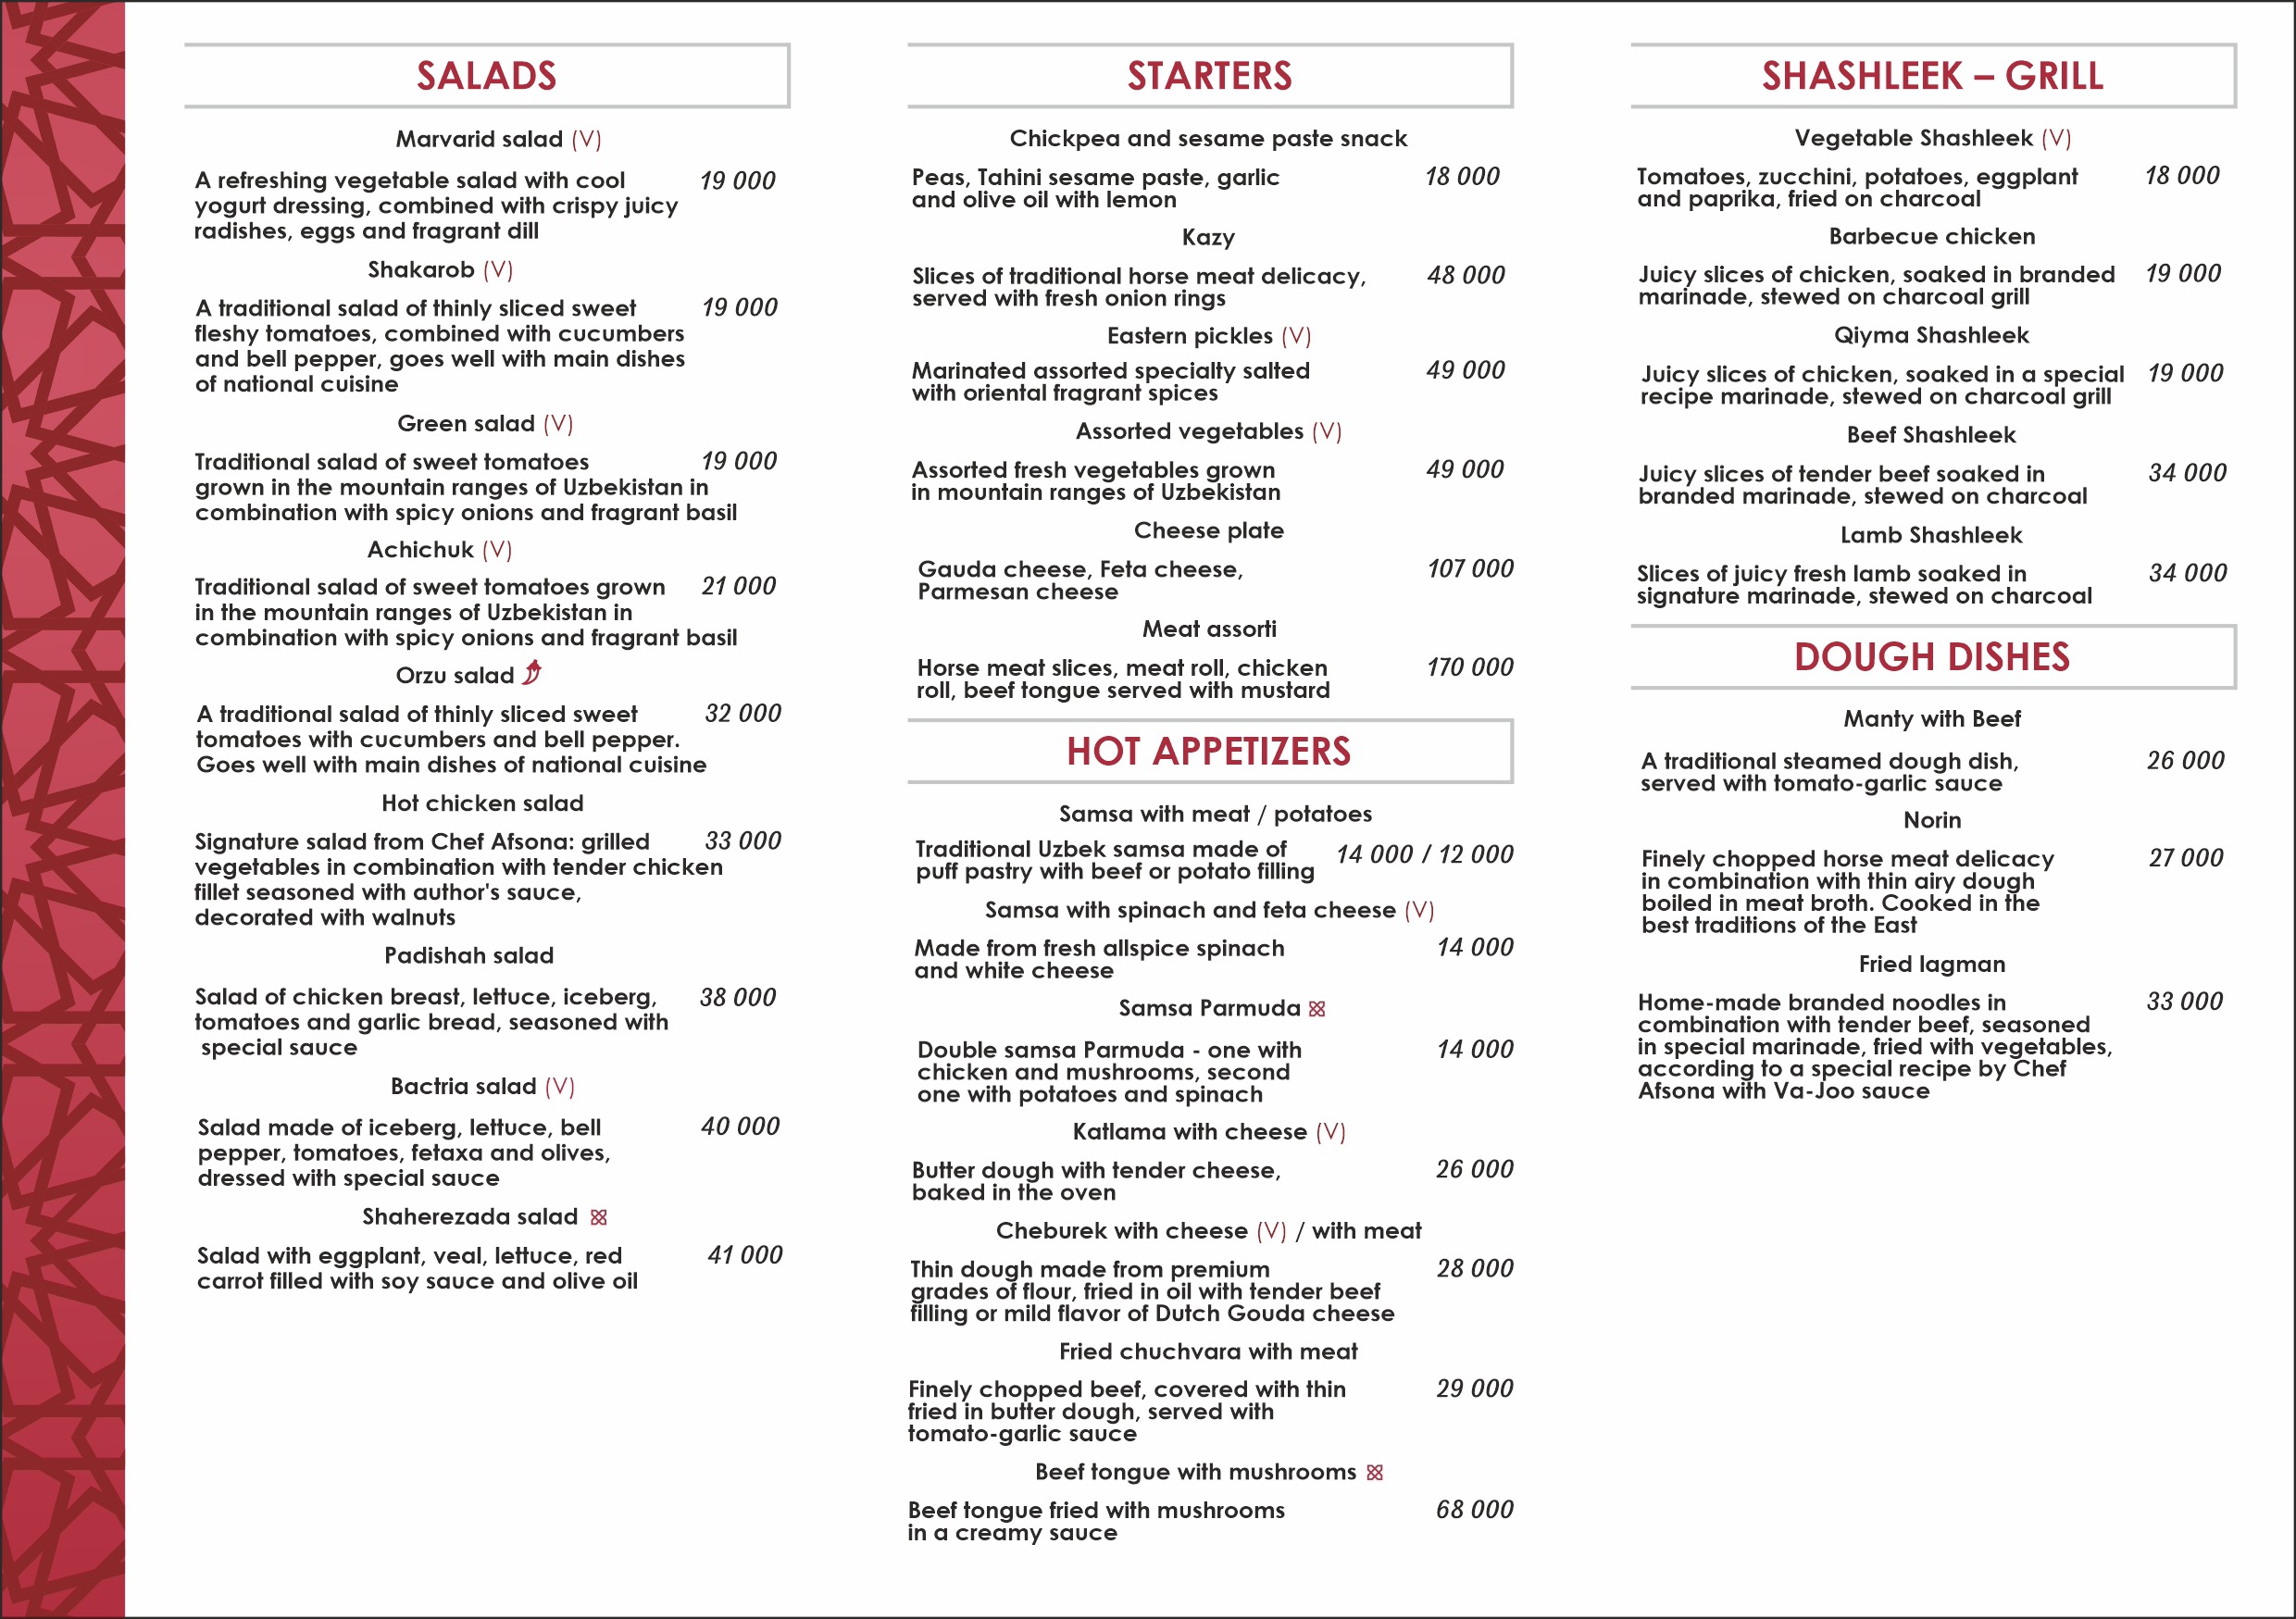 SALADS
Marvarid salad (V)
A refreshing vegetable salad with cool 19 000
yogurt dressing, combined with crispy juicy
radishes, eggs and fragrant dill
Shakarob (V)
A traditional salad of thinly sliced sweet 19 000
fleshy tomatoes, combined with cucumbers
and bell pepper, goes well with main dishes
of national cuisine
Green salad (V)
Traditional salad of sweet tomatoes 19 000
grown in the mountain ranges of Uzbekistan in
combination with spicy onions and fragrant basil
Achichuk (V)
Traditional salad of sweet tomatoes grown 21 000
in the mountain ranges of Uzbekistan in
combination with spicy onions and fragrant basil
Orzu salad
A traditional salad of thinly sliced sweet 32 000
tomatoes with cucumbers and bell pepper.
Goes well with main dishes of national cuisine
Hot chicken salad
Signature salad from Chef Afsona: grilled 33 000
vegetables in combination with tender chicken
fillet seasoned with author's sauce,
decorated with walnuts
Padishah salad
Salad of chicken breast, lettuce, iceberg, 38 000
tomatoes and garlic bread, seasoned with
special sauce
Bactria salad (V)
Salad made of iceberg, lettuce, bell 40 000
pepper, tomatoes, fetaxa and olives,
dressed with special sauce
Shaherezada salad
Salad with eggplant, veal, lettuce, red 41 000
carrot filled with soy sauce and olive oil
STARTERS
Chickpea and sesame paste snack
Peas, Tahini sesame paste, garlic 18 000
and olive oil with lemon
Kazy
Slices of traditional horse meat delicacy, 48 000
served with fresh onion rings
Eastern pickles (V)
Marinated assorted specialty salted 49 000
with oriental fragrant spices
Assorted vegetables (V)
Assorted fresh vegetables grown 49 000
in mountain ranges of Uzbekistan
Cheese plate
Gauda cheese, Feta cheese, 107 000
Parmesan cheese
Meat assorti
Horse meat slices, meat roll, chicken 170 000
roll, beef tongue served with mustard
HOT APPETIZERS
Samsa with meat / potatoes
Traditional Uzbek samsa made of 14 000 / 12 000
puff pastry with beef or potato filling
Samsa with spinach and feta cheese (V)
Made from fresh allspice spinach 14 000
and white cheese
Samsa Parmuda
Double samsa Parmuda - one with 14 000
chicken and mushrooms, second
one with potatoes and spinach
Katlama with cheese (V)
Butter dough with tender cheese, 26 000
baked in the oven
Cheburek with cheese (V) / with meat
Thin dough made from premium 28 000
grades of flour, fried in oil with tender beef
filling or mild flavor of Dutch Gouda cheese
Fried chuchvara with meat
Finely chopped beef, covered with thin 29 000
fried in butter dough, served with
tomato-garlic sauce
Beef tongue with mushrooms
Beef tongue fried with mushrooms 68 000
in a creamy sauce
SHASHLEEK – GRILL
Vegetable Shashleek (V)
Tomatoes, zucchini, potatoes, eggplant 18 000
and paprika, fried on charcoal
Barbecue chicken
Juicy slices of chicken, soaked in branded 19 000
marinade, stewed on charcoal grill
Qiyma Shashleek
Juicy slices of chicken, soaked in a special 19 000
recipe marinade, stewed on charcoal grill
Beef Shashleek
Juicy slices of tender beef soaked in 34 000
branded marinade, stewed on charcoal
Lamb Shashleek
Slices of juicy fresh lamb soaked in 34 000
signature marinade, stewed on charcoal
DOUGH DISHES
Manty with Beef
A traditional steamed dough dish, 26 000
served with tomato-garlic sauce
Norin
Finely chopped horse meat delicacy 27 000
in combination with thin airy dough
boiled in meat broth. Cooked in the
best traditions of the East
Fried lagman
Home-made branded noodles in 33 000
combination with tender beef, seasoned
in special marinade, fried with vegetables,
according to a special recipe by Chef
Afsona with Va-Joo sauce